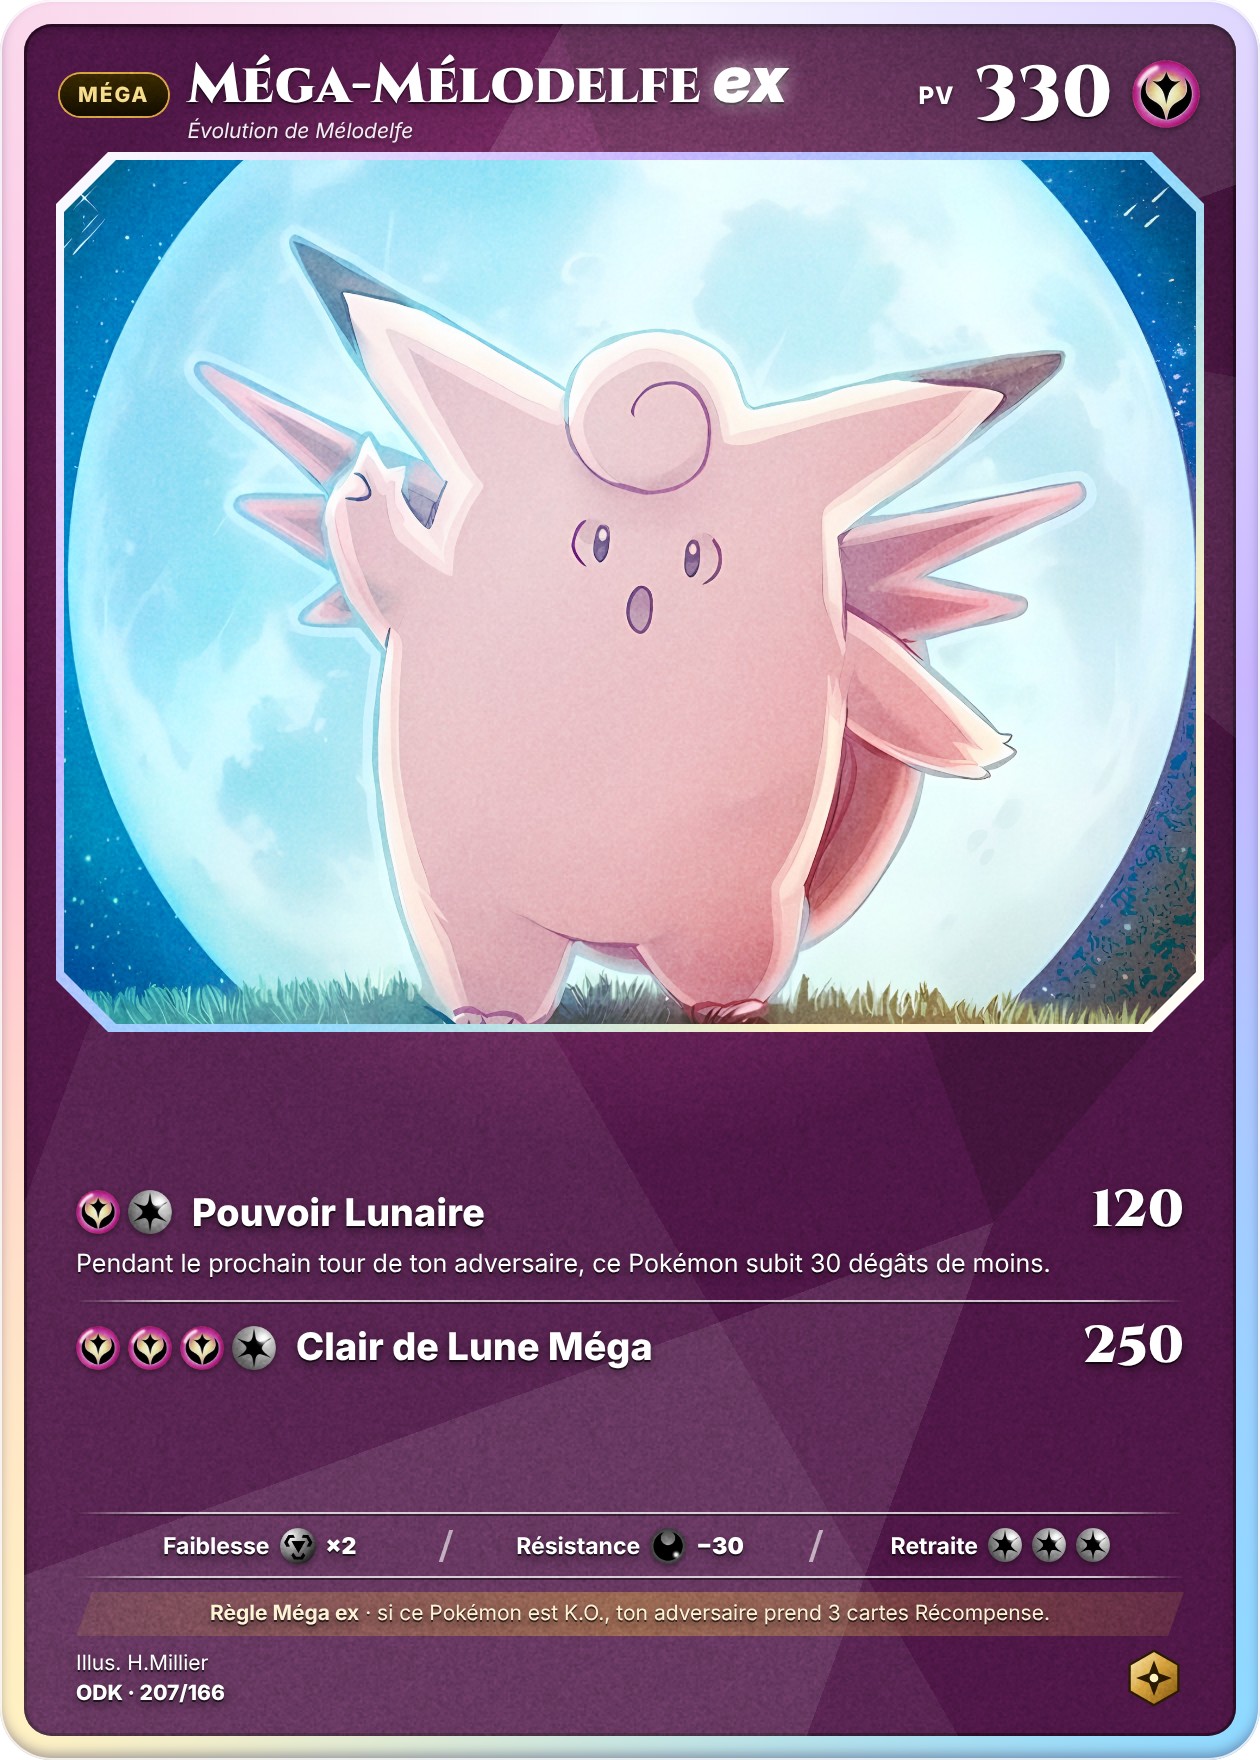 MÉGA
MÉGA-MÉLODELFE ex
PV 330
Évolution de Mélodelfe
Pouvoir Lunaire 120
Pendant le prochain tour de ton adversaire, ce Pokémon subit 30 dégâts de moins.
Clair de Lune Méga 250
Faiblesse ×2 / Résistance −30 / Retraite
Règle Méga ex · si ce Pokémon est K.O., ton adversaire prend 3 cartes Récompense.
Illus. H.Millier
ODK · 207/166